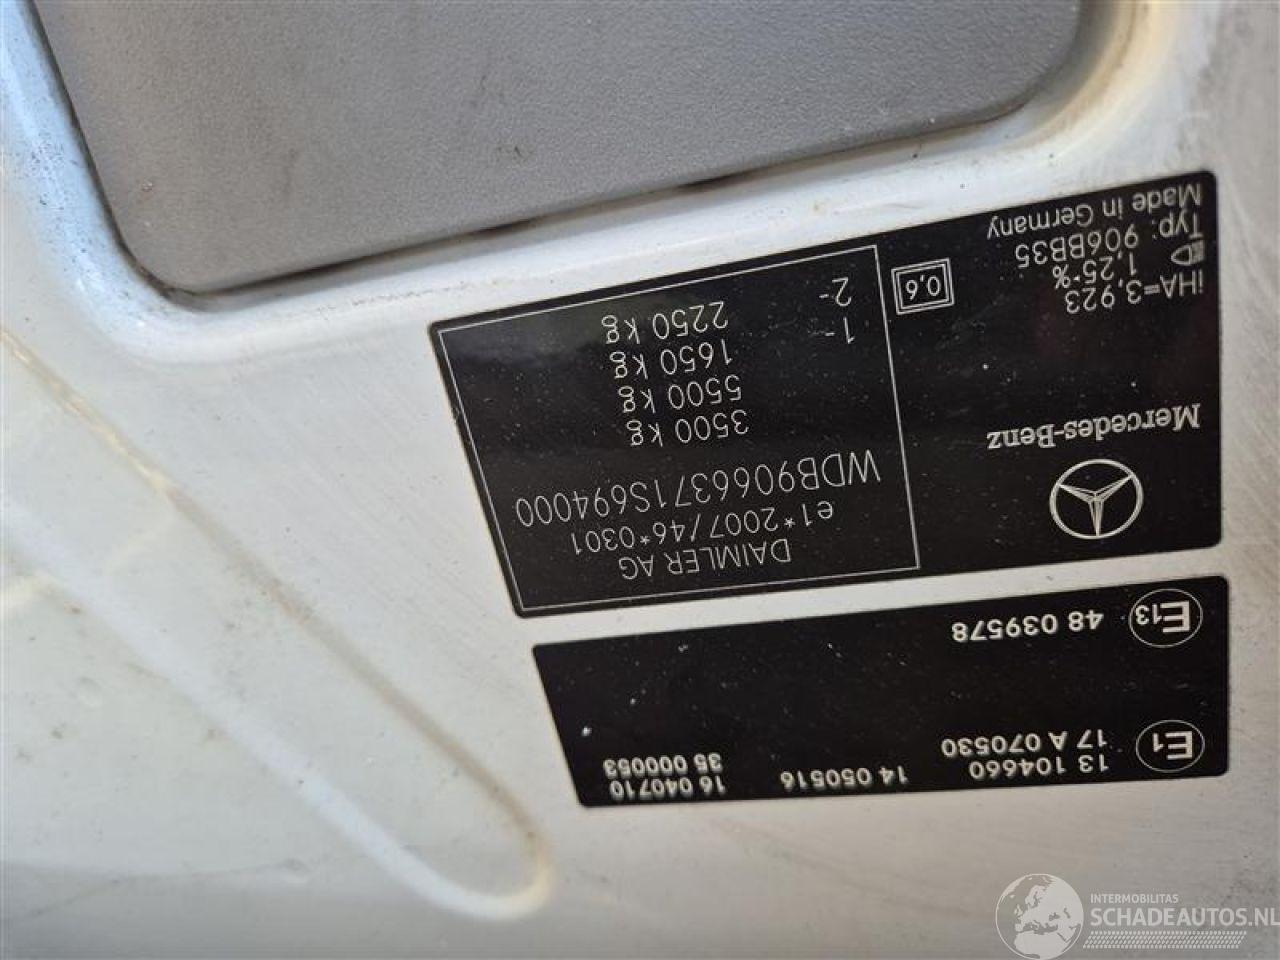 13 104660
17 A 070530
14 050516
16 040710
35 000053
E1
48 039578
E13
DAIMLER AG
e1*2007/46*0301
WDB9066371S694000
3500 kg
5500 kg
1- 1650 kg
2- 2250 kg
Mercedes-Benz
0,6
iHA=3,923
1,25-%
Typ: 906BB35
Made in Germany
INTERMOBILITAS
SCHADEAUTOS.NL